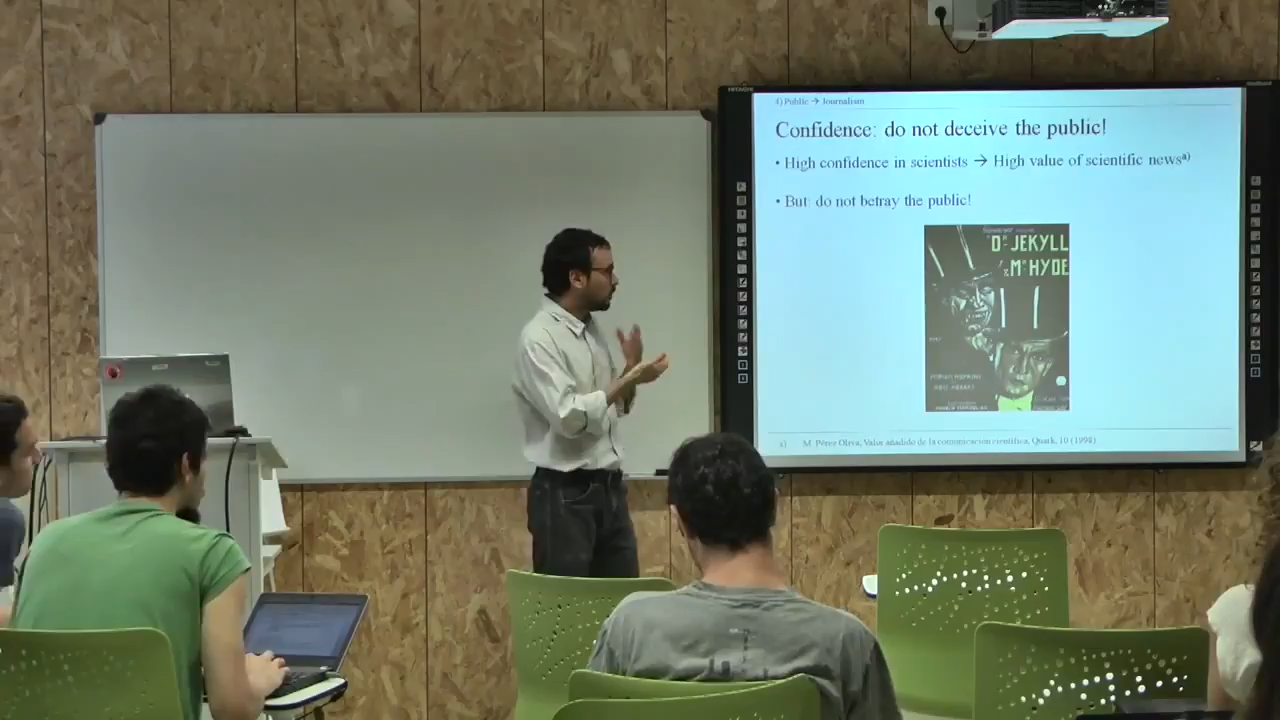 4) Public → Journalism
Confidence: do not deceive the public!
• High confidence in scientists → High value of scientific news a)
• But: do not betray the public!
DR JEKYLL
& MR HYDE
a) M. Pérez Oliva, Valor añadido de la comunicación científica, Quark, 10 (1998)